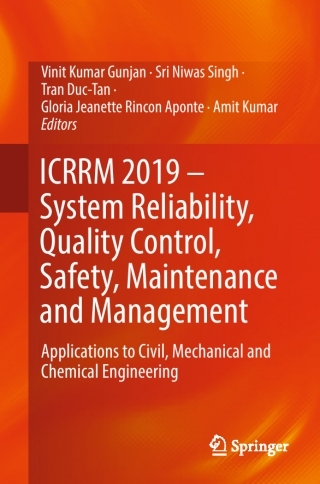 Vinit Kumar Gunjan · Sri Niwas Singh ·
Tran Duc-Tan ·
Gloria Jeanette Rincon Aponte · Amit Kumar
Editors
ICRRM 2019 –
System Reliability,
Quality Control,
Safety, Maintenance
and Management
Applications to Civil, Mechanical and
Chemical Engineering
Springer